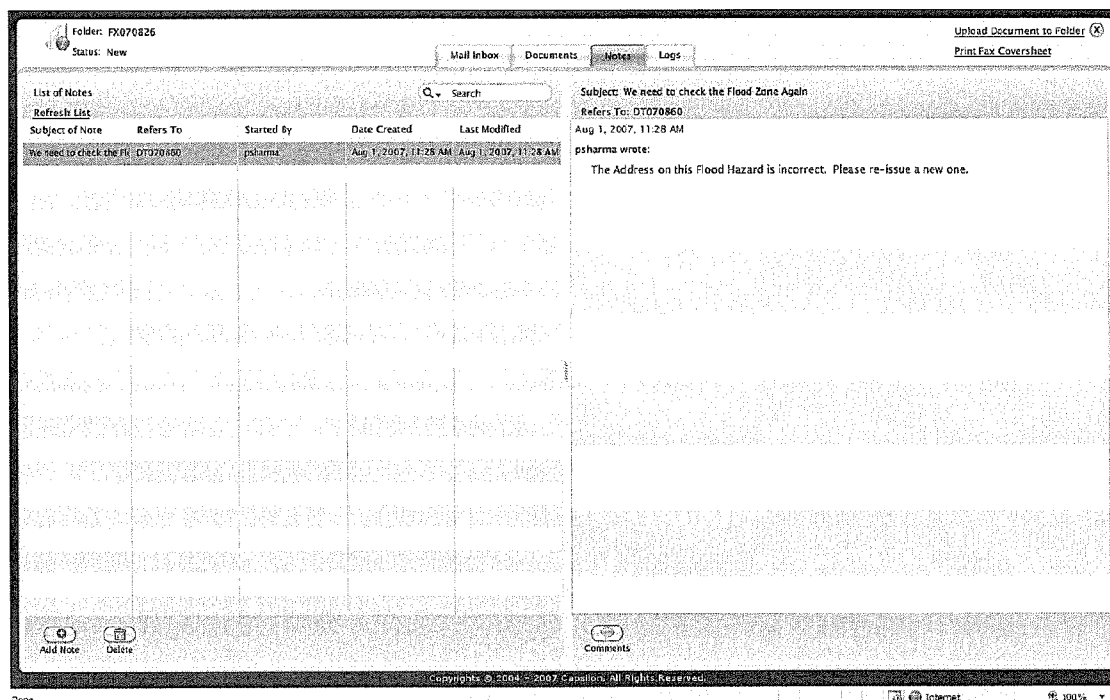 Folder: FX070826
Status: New
Upload Document to Folder
Print Fax Coversheet
Mail Inbox Documents Notes Logs
List of Notes
Search
Refresh List
Subject of Note Refers To Started By Date Created Last Modified
We need to check the Fl DT070860 psharma Aug 1, 2007, 11:28 AM Aug 1, 2007, 11:28 AM
Subject: We need to check the Flood Zone Again
Refers To: DT070860
Aug 1, 2007, 11:28 AM
psharma wrote:
The Address on this Flood Hazard is incorrect. Please re-issue a new one.
Add Note Delete
Comments
Copyrights © 2004 - 2007 Capsilon. All Rights Reserved.
Done Internet 100%